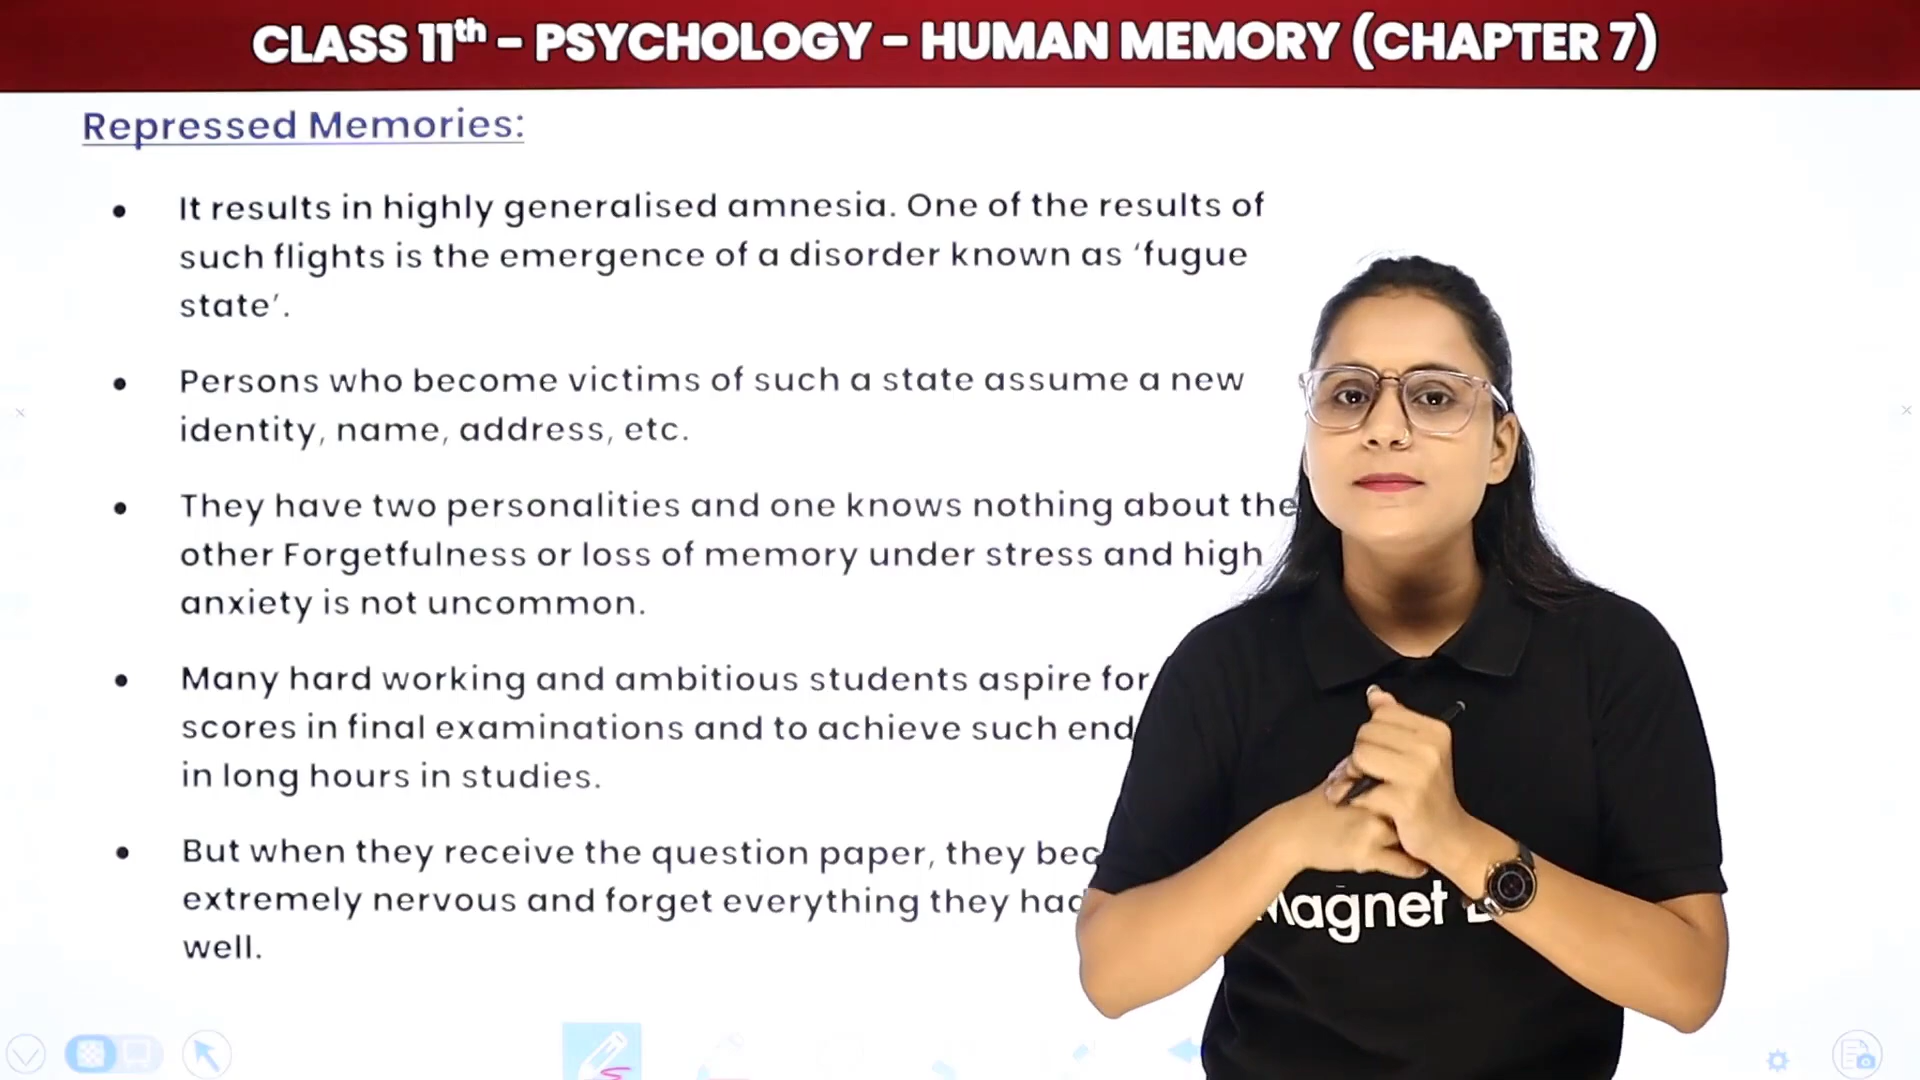 CLASS 11th - PSYCHOLOGY - HUMAN MEMORY (CHAPTER 7)
Repressed Memories:
• It results in highly generalised amnesia. One of the results of
such flights is the emergence of a disorder known as ‘fugue
state’.
• Persons who become victims of such a state assume a new
identity, name, address, etc.
• They have two personalities and one knows nothing about the
other Forgetfulness or loss of memory under stress and high
anxiety is not uncommon.
• Many hard working and ambitious students aspire for
scores in final examinations and to achieve such
in long hours in studies.
• But when they receive the question paper, they
extremely nervous and forget everything they
well.
Magnet